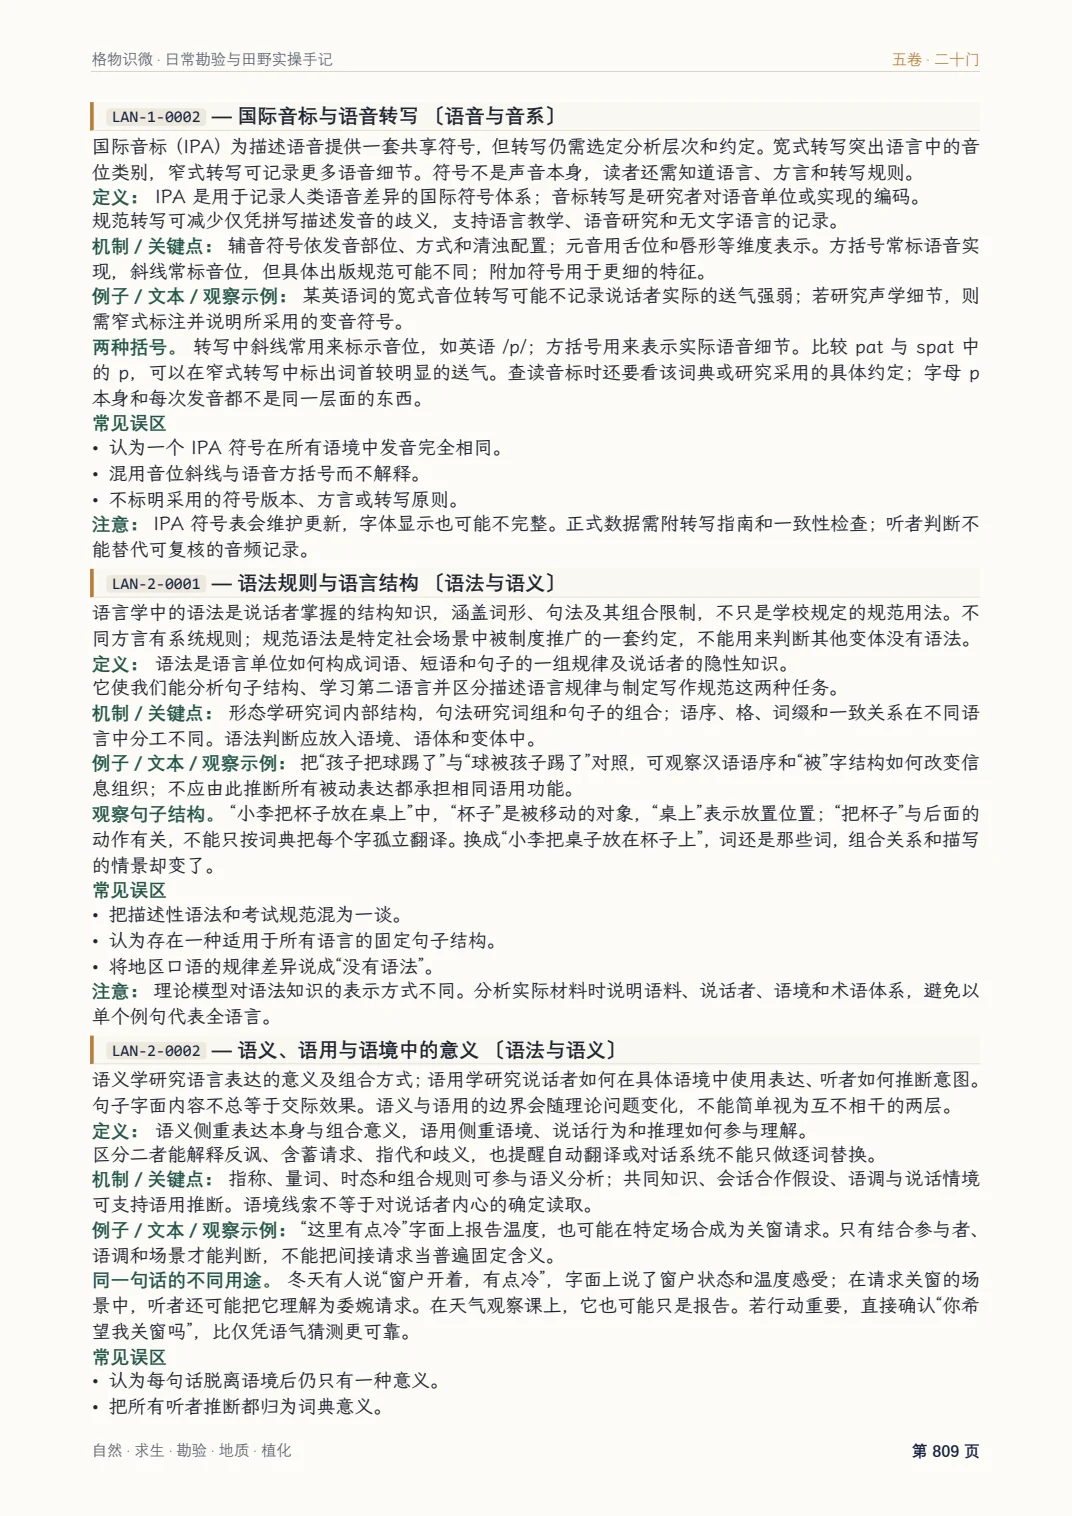 格物识微 · 日常勘验与田野实操手记
五卷 · 二十门
LAN-1-0002 — 国际音标与语音转写 〔语音与音系〕
国际音标（IPA）为描述语音提供一套共享符号，但转写仍需选定分析层次和约定。宽式转写突出语言中的音
位类别，窄式转写可记录更多语音细节。符号不是声音本身，读者还需知道语言、方言和转写规则。
定义： IPA 是用于记录人类语音差异的国际符号体系；音标转写是研究者对语音单位或实现的编码。
规范转写可减少仅凭拼写描述发音的歧义，支持语言教学、语音研究和无文字语言的记录。
机制 / 关键点： 辅音符号依发音部位、方式和清浊配置；元音用舌位和唇形等维度表示。方括号常标语音实
现，斜线常标音位，但具体出版规范可能不同；附加符号用于更细的特征。
例子 / 文本 / 观察示例： 某英语词的宽式音位转写可能不记录说话者实际的送气强弱；若研究声学细节，则
需窄式标注并说明所采用的变音符号。
两种括号。 转写中斜线常用来标示音位，如英语 /p/；方括号用来表示实际语音细节。比较 pat 与 spat 中
的 p，可以在窄式转写中标出词首较明显的送气。查读音标时还要看该词典或研究采用的具体约定；字母 p
本身和每次发音都不是同一层面的东西。
常见误区
• 认为一个 IPA 符号在所有语境中发音完全相同。
• 混用音位斜线与语音方括号而不解释。
• 不标明采用的符号版本、方言或转写原则。
注意： IPA 符号表会维护更新，字体显示也可能不完整。正式数据需附转写指南和一致性检查；听者判断不
能替代可复核的音频记录。
LAN-2-0001 — 语法规则与语言结构 〔语法与语义〕
语言学中的语法是说话者掌握的结构知识，涵盖词形、句法及其组合限制，不只是学校规定的规范用法。不
同方言有系统规则；规范语法是特定社会场景中被制度推广的一套约定，不能用来判断其他变体没有语法。
定义： 语法是语言单位如何构成词语、短语和句子的一组规律及说话者的隐性知识。
它使我们能分析句子结构、学习第二语言并区分描述语言规律与制定写作规范这两种任务。
机制 / 关键点： 形态学研究词内部结构，句法研究词组和句子的组合；语序、格、词缀和一致关系在不同语
言中分工不同。语法判断应放入语境、语体和变体中。
例子 / 文本 / 观察示例： 把“孩子把球踢了”与“球被孩子踢了”对照，可观察汉语语序和“被”字结构如何改变信
息组织；不应由此推断所有被动表达都承担相同语用功能。
观察句子结构。 “小李把杯子放在桌上”中，“杯子”是被移动的对象，“桌上”表示放置位置；“把杯子”与后面的
动作有关，不能只按词典把每个字孤立翻译。换成“小李把桌子放在杯子上”，词还是那些词，组合关系和描写
的情景却变了。
常见误区
• 把描述性语法和考试规范混为一谈。
• 认为存在一种适用于所有语言的固定句子结构。
• 将地区口语的规律差异说成“没有语法”。
注意： 理论模型对语法知识的表示方式不同。分析实际材料时说明语料、说话者、语境和术语体系，避免以
单个例句代表全语言。
LAN-2-0002 — 语义、语用与语境中的意义 〔语法与语义〕
语义学研究语言表达的意义及组合方式；语用学研究说话者如何在具体语境中使用表达、听者如何推断意图。
句子字面内容不总等于交际效果。语义与语用的边界会随理论问题变化，不能简单视为互不相干的两层。
定义： 语义侧重表达本身与组合意义，语用侧重语境、说话行为和推理如何参与理解。
区分二者能解释反讽、含蓄请求、指代和歧义，也提醒自动翻译或对话系统不能只做逐词替换。
机制 / 关键点： 指称、量词、时态和组合规则可参与语义分析；共同知识、会话合作假设、语调与说话情境
可支持语用推断。语境线索不等于对说话者内心的确定读取。
例子 / 文本 / 观察示例： “这里有点冷”字面上报告温度，也可能在特定场合成为关窗请求。只有结合参与者、
语调和场景才能判断，不能把间接请求当普遍固定含义。
同一句话的不同用途。 冬天有人说“窗户开着，有点冷”，字面上说了窗户状态和温度感受；在请求关窗的场
景中，听者还可能把它理解为委婉请求。在天气观察课上，它也可能只是报告。若行动重要，直接确认“你希
望我关窗吗”，比仅凭语气猜测更可靠。
常见误区
• 认为每句话脱离语境后仍只有一种意义。
• 把所有听者推断都归为词典意义。
自然 · 求生 · 勘验 · 地质 · 植化
第 809 页